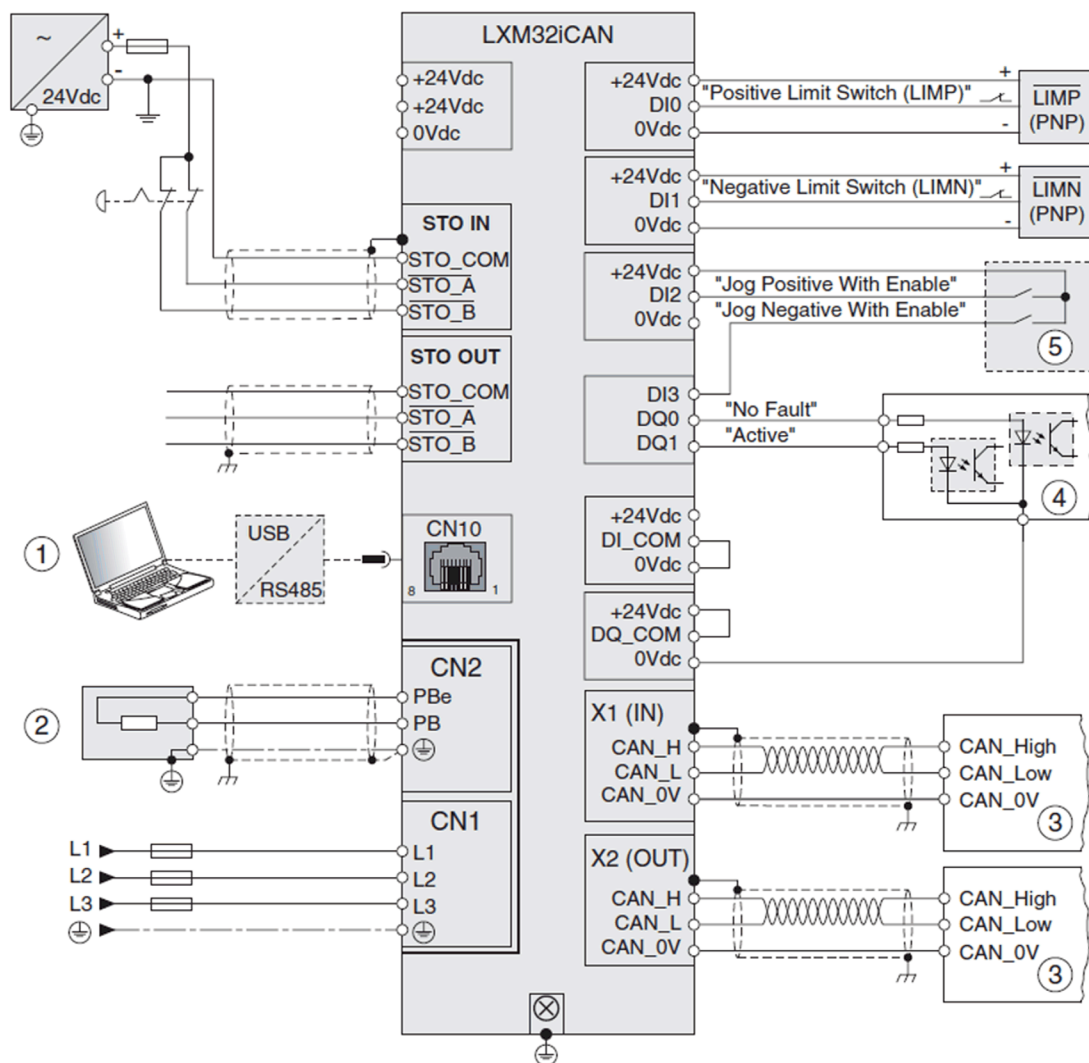 LXM32iCAN
~
+
-
24Vdc
+24Vdc
+24Vdc
0Vdc
STO IN
STO_COM
STO_A
STO_B
STO OUT
STO_COM
STO_A
STO_B
1
USB
RS485
CN10
8 1
2
CN2
PBe
PB
CN1
L1 L1
L2 L2
L3 L3
+24Vdc +
DI0 "Positive Limit Switch (LIMP)" LIMP
0Vdc - (PNP)
+24Vdc +
DI1 "Negative Limit Switch (LIMN)" LIMN
0Vdc - (PNP)
+24Vdc
DI2 "Jog Positive With Enable"
0Vdc "Jog Negative With Enable"
5
DI3
DQ0 "No Fault"
DQ1 "Active"
4
+24Vdc
DI_COM
0Vdc
+24Vdc
DQ_COM
0Vdc
X1 (IN)
CAN_H CAN_High
CAN_L CAN_Low
CAN_0V CAN_0V
3
X2 (OUT)
CAN_H CAN_High
CAN_L CAN_Low
CAN_0V CAN_0V
3